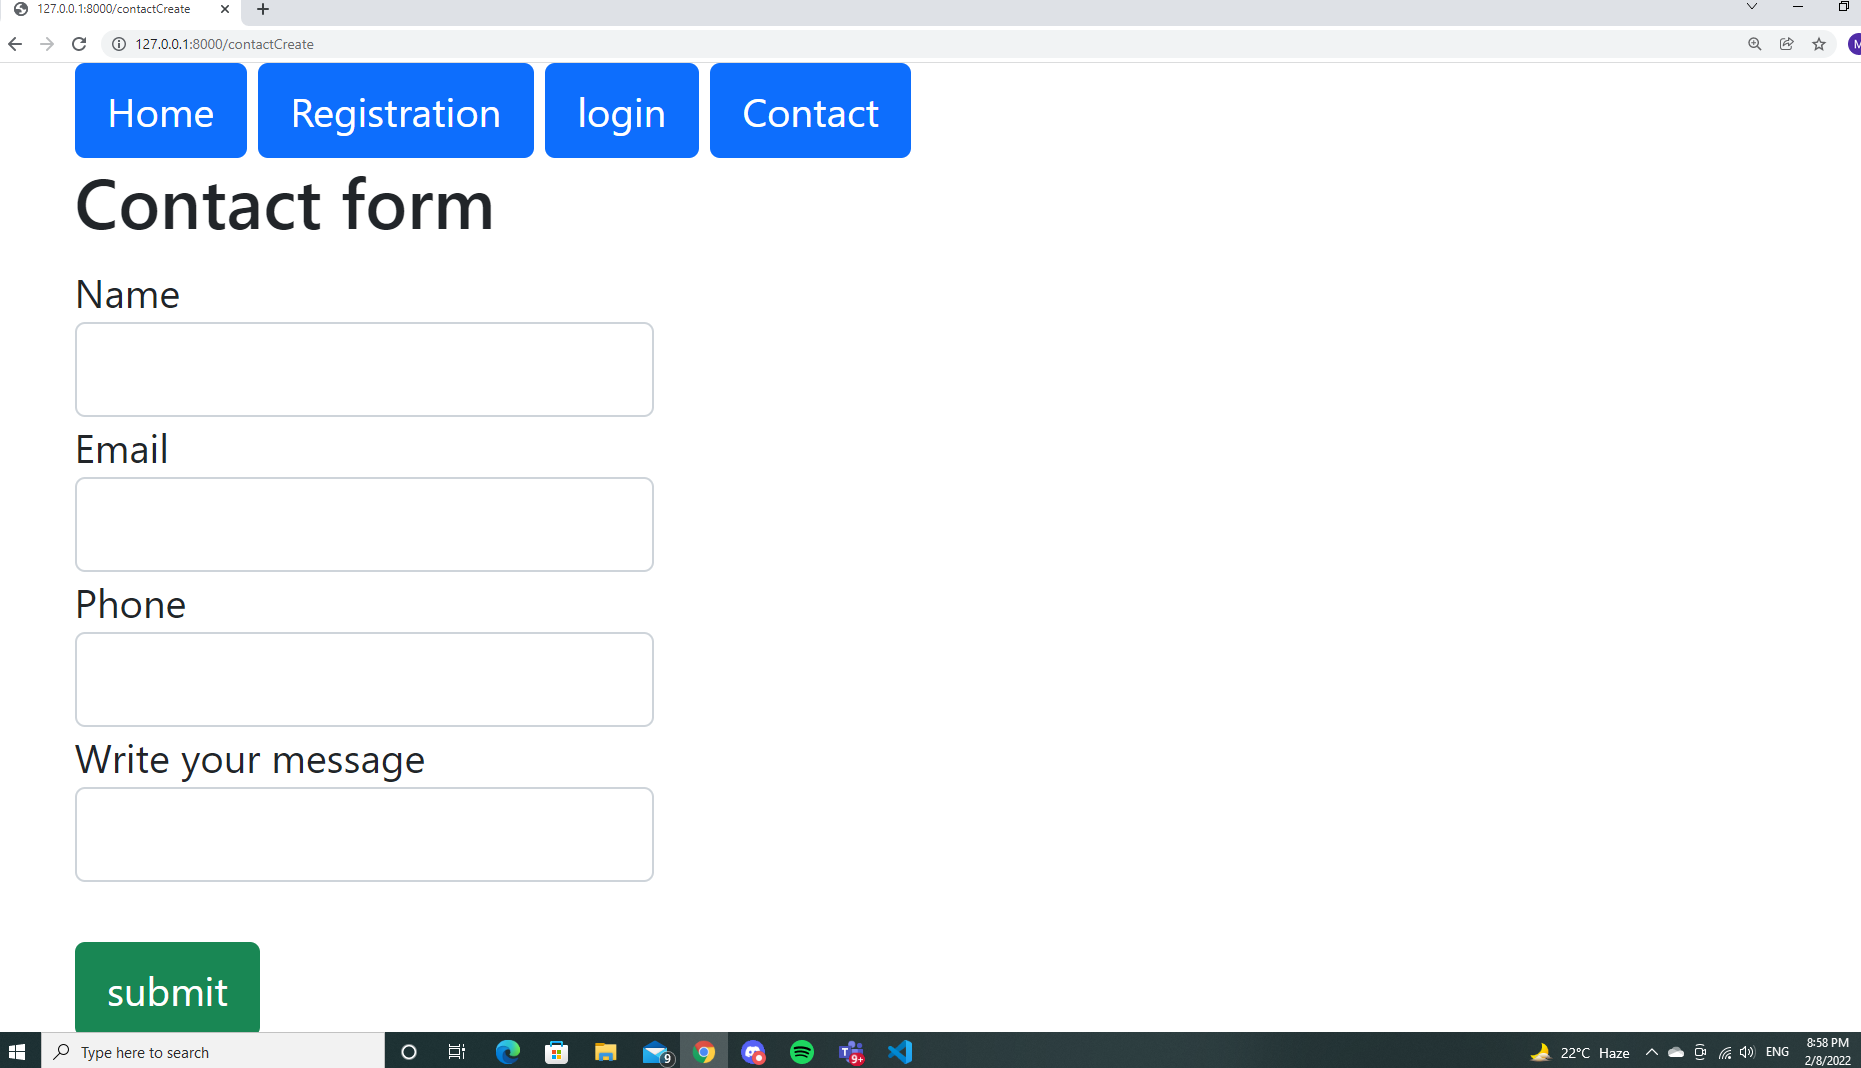 127.0.0.1:8000/contactCreate
127.0.0.1:8000/contactCreate
M
Home Registration login Contact
Contact form
Name
Email
Phone
Write your message
submit
Type here to search
9
T
9+
22°C Haze
ENG
8:58 PM
2/8/2022